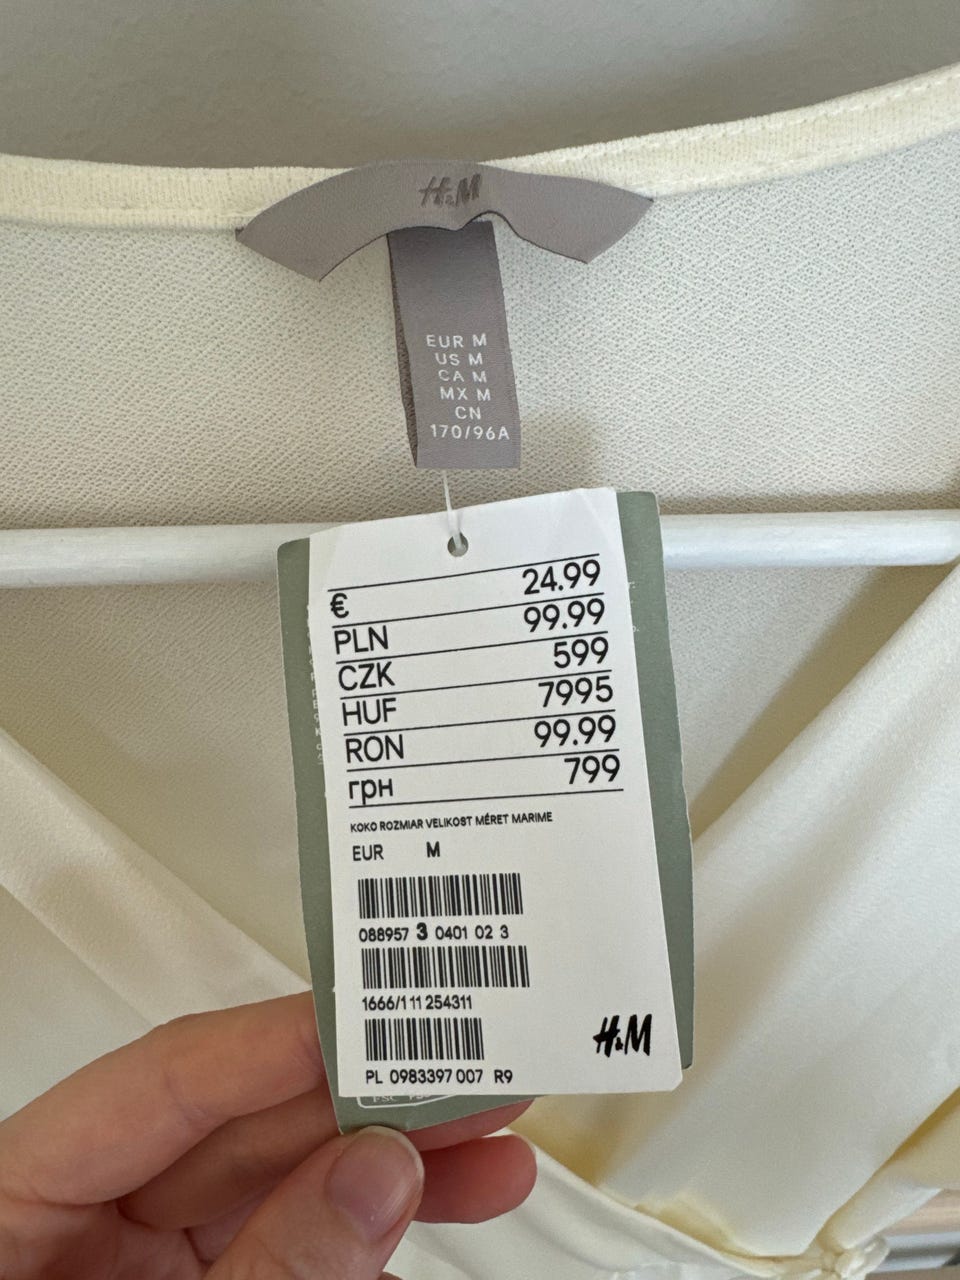 H&M
EUR M
US M
CA M
MX M
CN
170/96A
€ 24.99
PLN 99.99
CZK 599
HUF 7995
RON 99.99
грн 799
KOKO ROZMIAR VELIKOST MÉRET MARIME
EUR M
088957 3 0401 02 3
1666/111 254311
H&M
PL 0983397 007 R9
FSC